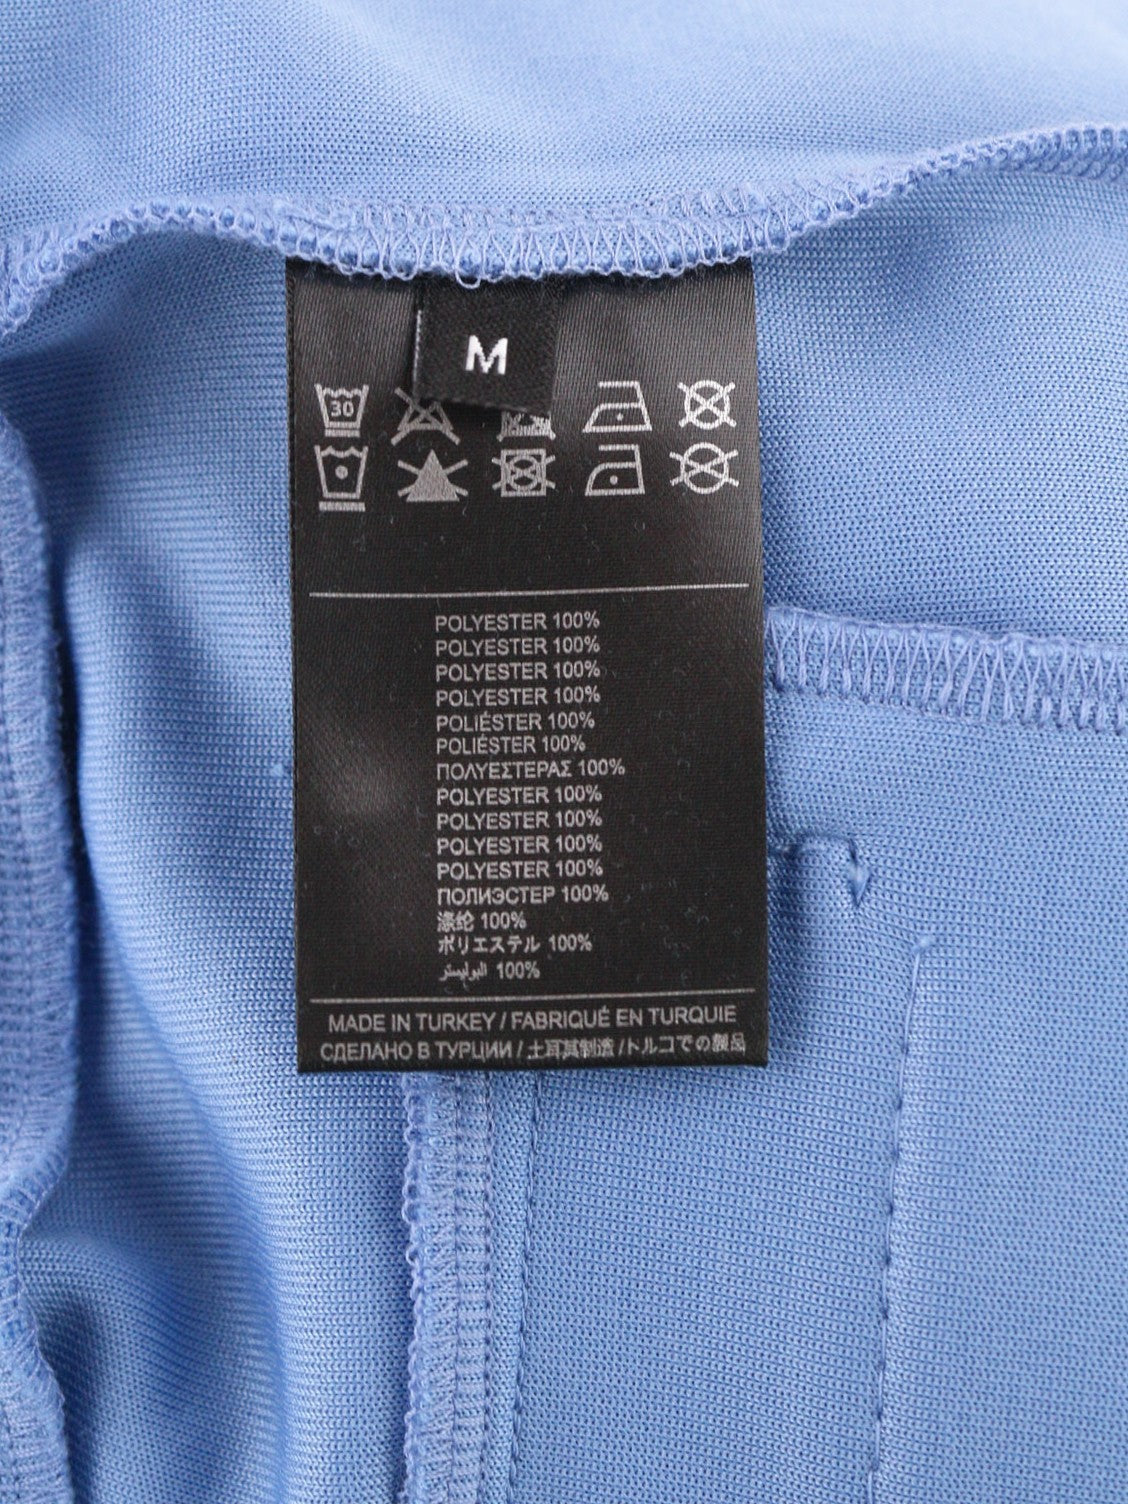 M
30
POLYESTER 100%
POLYESTER 100%
POLYESTER 100%
POLYESTER 100%
POLIÉSTER 100%
POLIÉSTER 100%
ΠΟΛΥΕΣΤΕΡΑΣ 100%
POLYESTER 100%
POLYESTER 100%
POLYESTER 100%
POLYESTER 100%
ПОЛИЭСТЕР 100%
涤纶 100%
ポリエステル 100%
البوليستر 100%
MADE IN TURKEY / FABRIQUÉ EN TURQUIE
СДЕЛАНО В ТУРЦИИ / 土耳其制造 /トルコでの製品